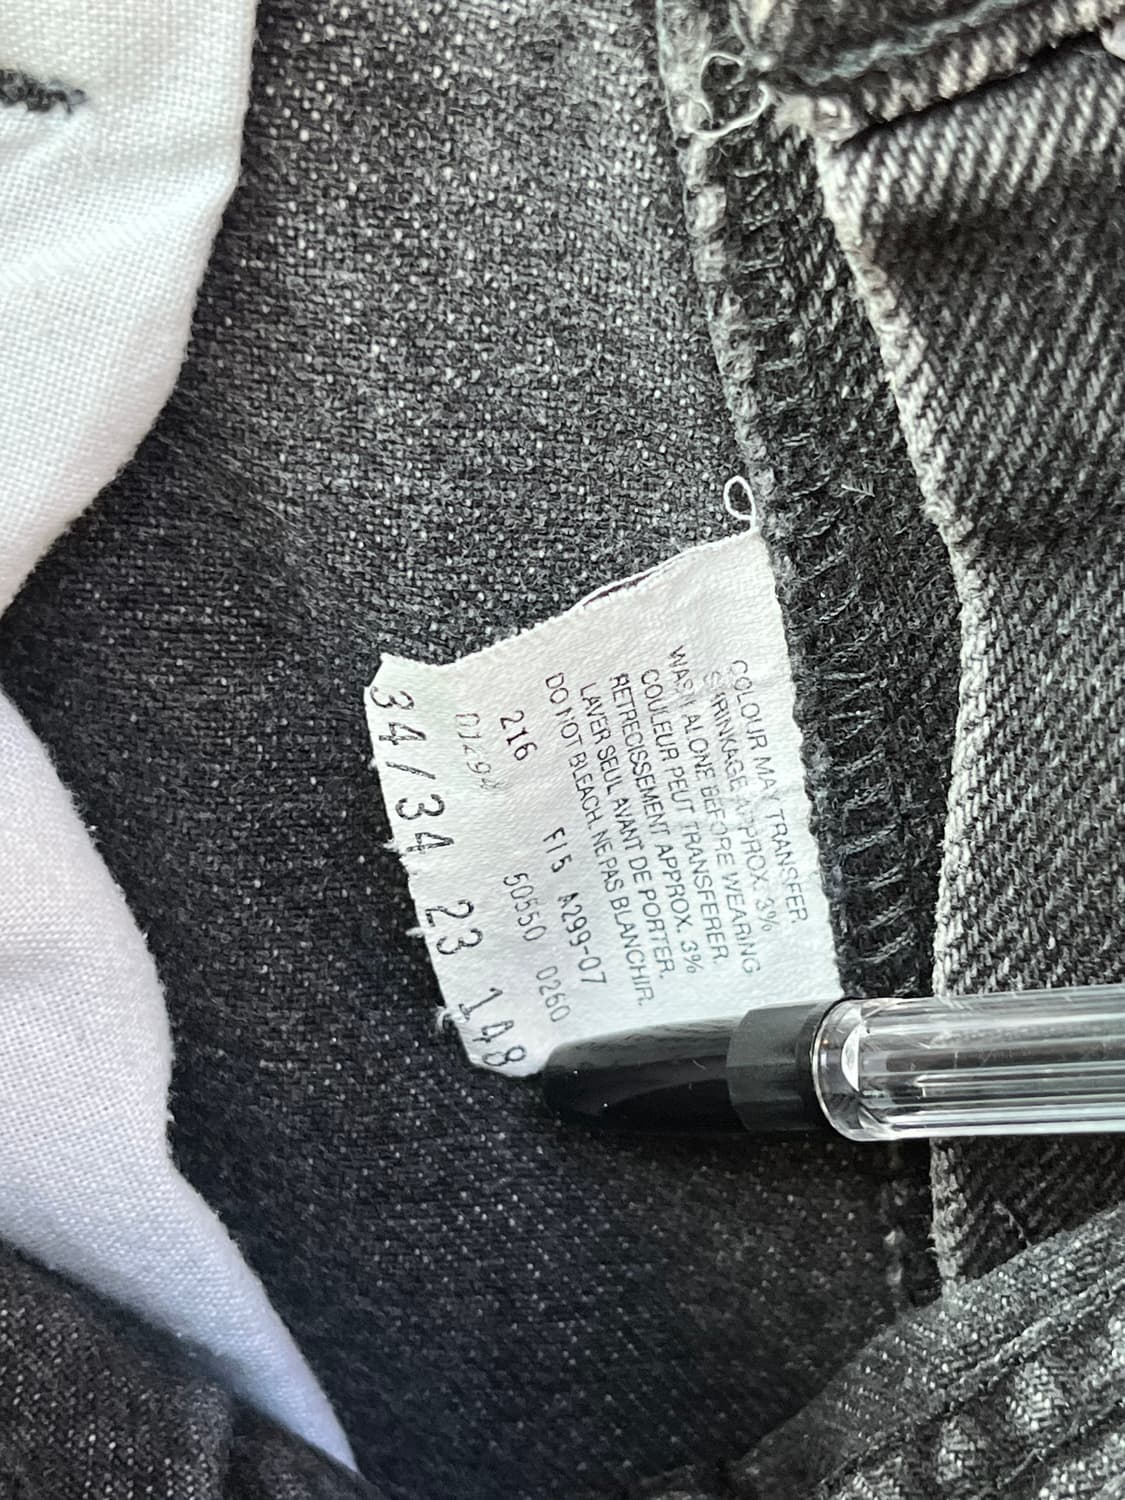 COLOUR MAY TRANSFER
SHRINKAGE APPROX. 3%
WASH ALONE BEFORE WEARING
COULEUR PEUT TRANSFERER.
RETRECISSEMENT APPROX. 3%
LAVER SEUL AVANT DE PORTER.
DO NOT BLEACH. NE PAS BLANCHIR.
216 F15 A299-07
50550 0260
34/34 23 148